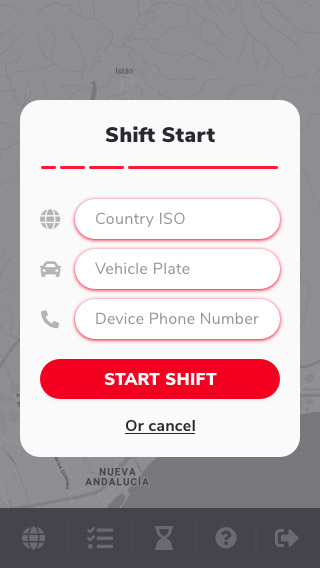 Istán
Shift Start
Country ISO
Vehicle Plate
Device Phone Number
START SHIFT
Or cancel
NUEVA
ANDALUCÍA